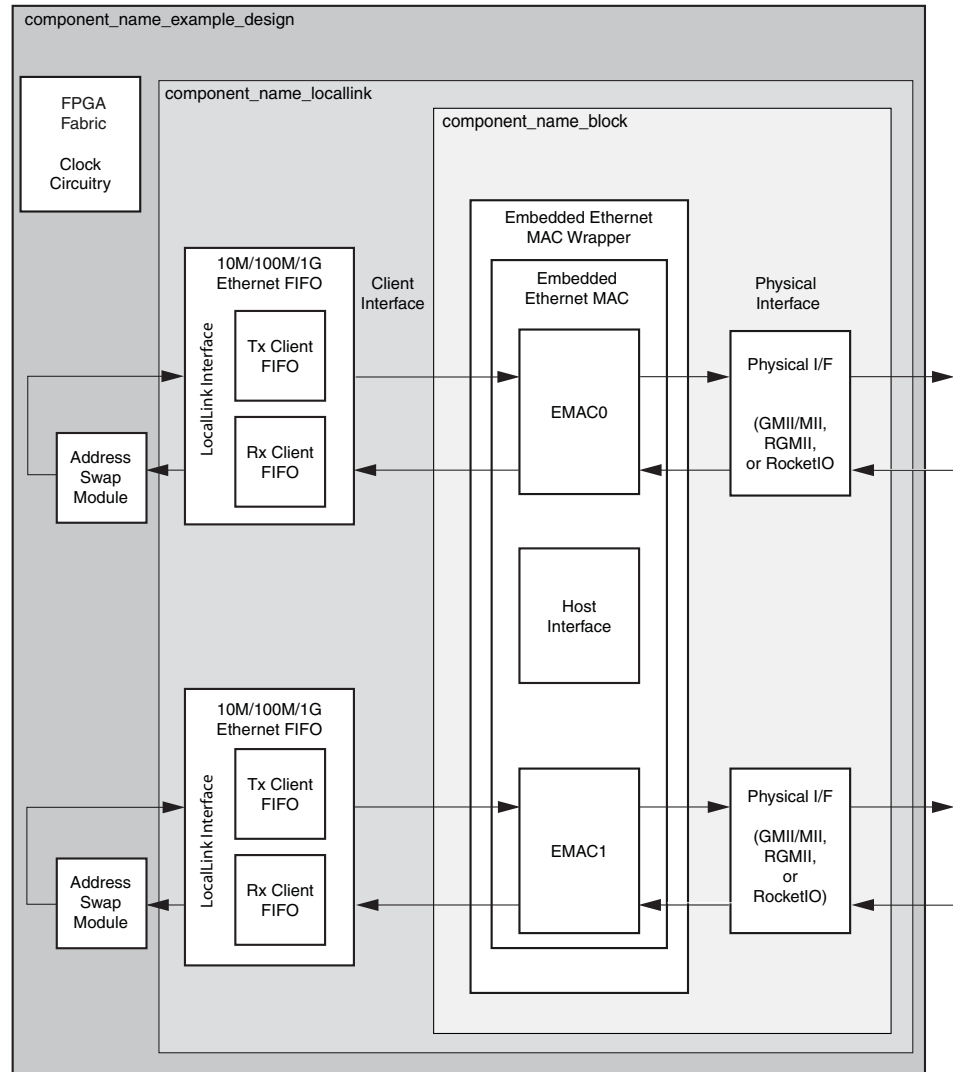 component_name_example_design
FPGA
Fabric
Clock
Circuitry
component_name_locallink
component_name_block
Embedded Ethernet
MAC Wrapper
10M/100M/1G
Ethernet FIFO
Client
Interface
Embedded
Ethernet MAC
Physical
Interface
LocalLink Interface
Tx Client
FIFO
Rx Client
FIFO
EMAC0
Physical I/F
(GMII/MII,
RGMII,
or RocketIO
Address
Swap
Module
Host
Interface
10M/100M/1G
Ethernet FIFO
LocalLink Interface
Tx Client
FIFO
Rx Client
FIFO
EMAC1
Physical I/F
(GMII/MII,
RGMII,
or
RocketIO)
Address
Swap
Module